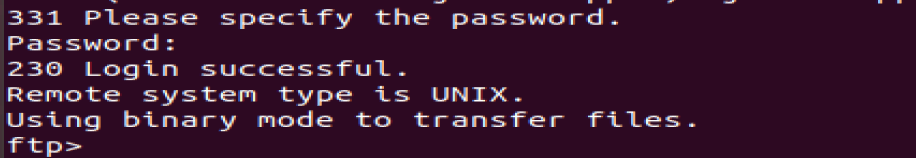 331 Please specify the password.
Password:
230 Login successful.
Remote system type is UNIX.
Using binary mode to transfer files.
ftp>